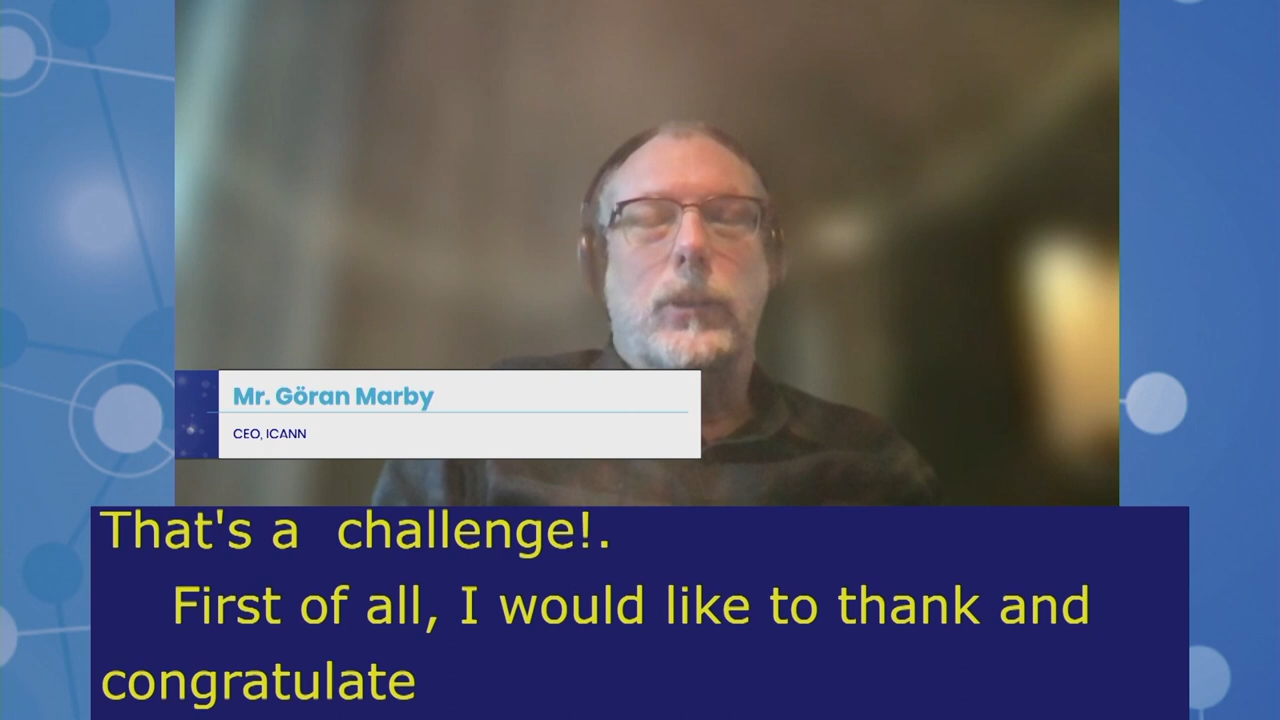 Mr. Göran Marby
CEO, ICANN
That's a  challenge!.
First of all, I would like to thank and
congratulate